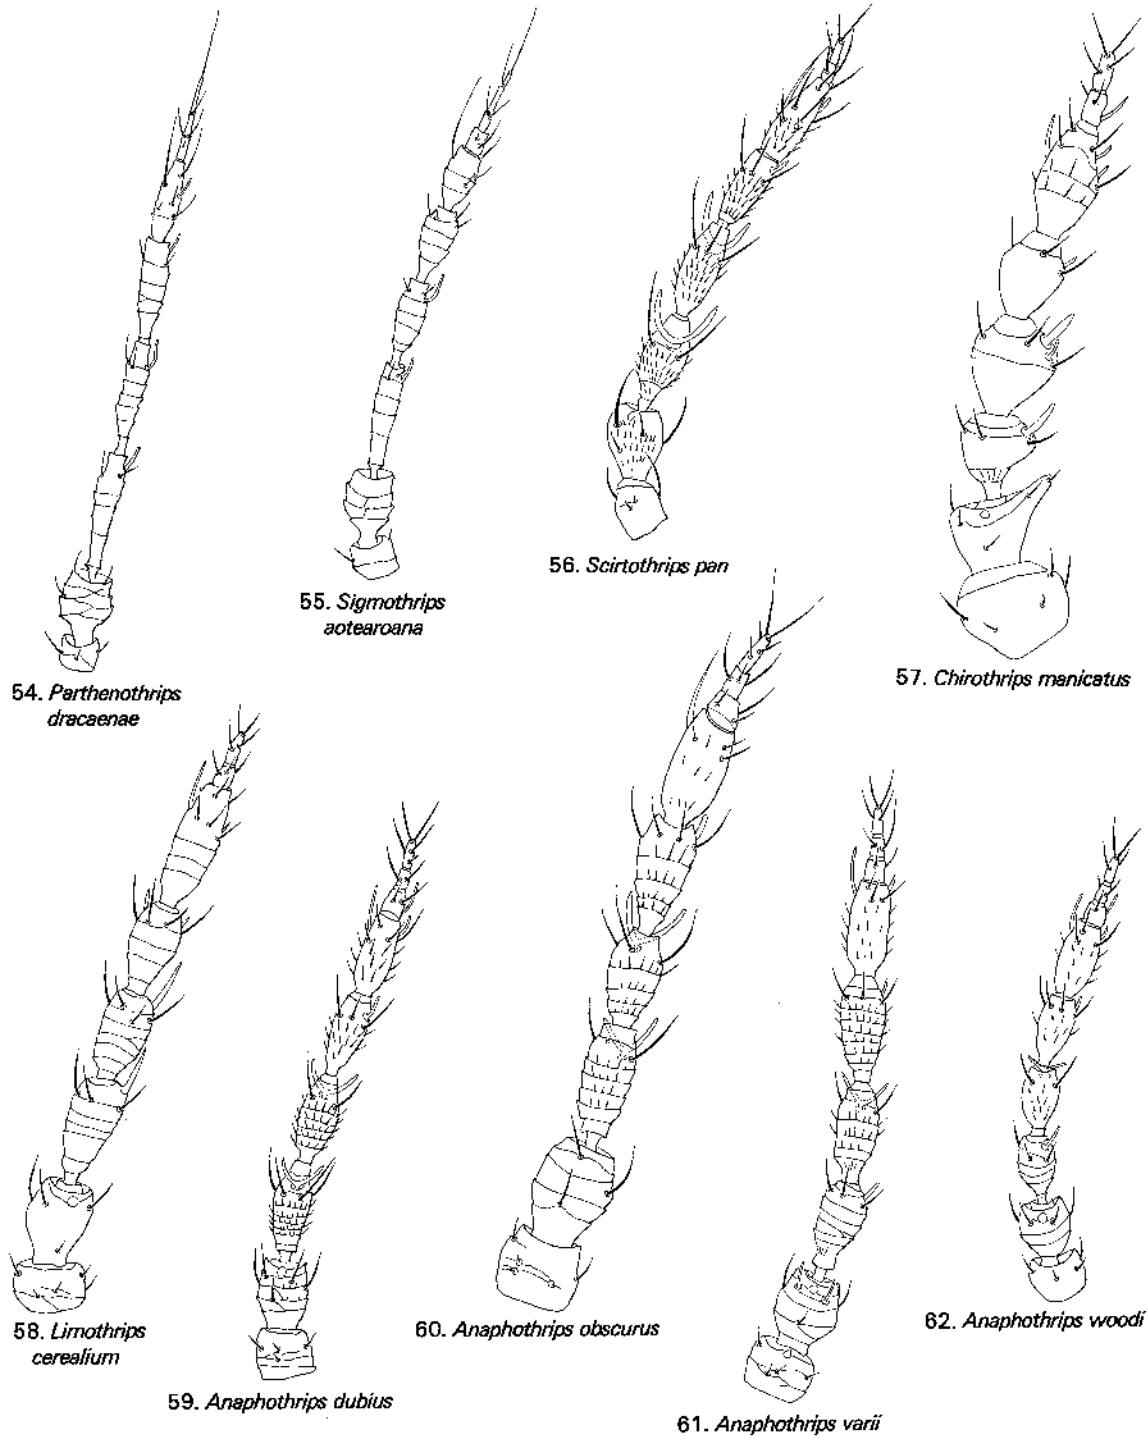 54. Parthenothrips
dracaenae
55. Sigmothrips
aotearoana
56. Scirtothrips pan
57. Chirothrips manicatus
58. Limothrips
cerealium
59. Anaphothrips dubius
60. Anaphothrips obscurus
61. Anaphothrips varii
62. Anaphothrips woodi